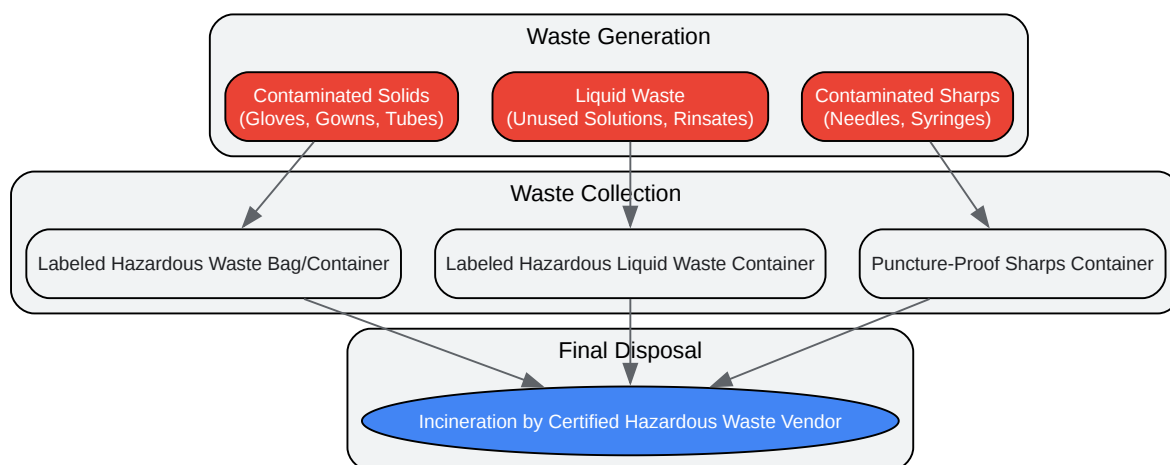 Waste Generation
Contaminated Solids
(Gloves, Gowns, Tubes)
Liquid Waste
(Unused Solutions, Rinsates)
Contaminated Sharps
(Needles, Syringes)
Waste Collection
Labeled Hazardous Waste Bag/Container
Labeled Hazardous Liquid Waste Container
Puncture-Proof Sharps Container
Final Disposal
Incineration by Certified Hazardous Waste Vendor